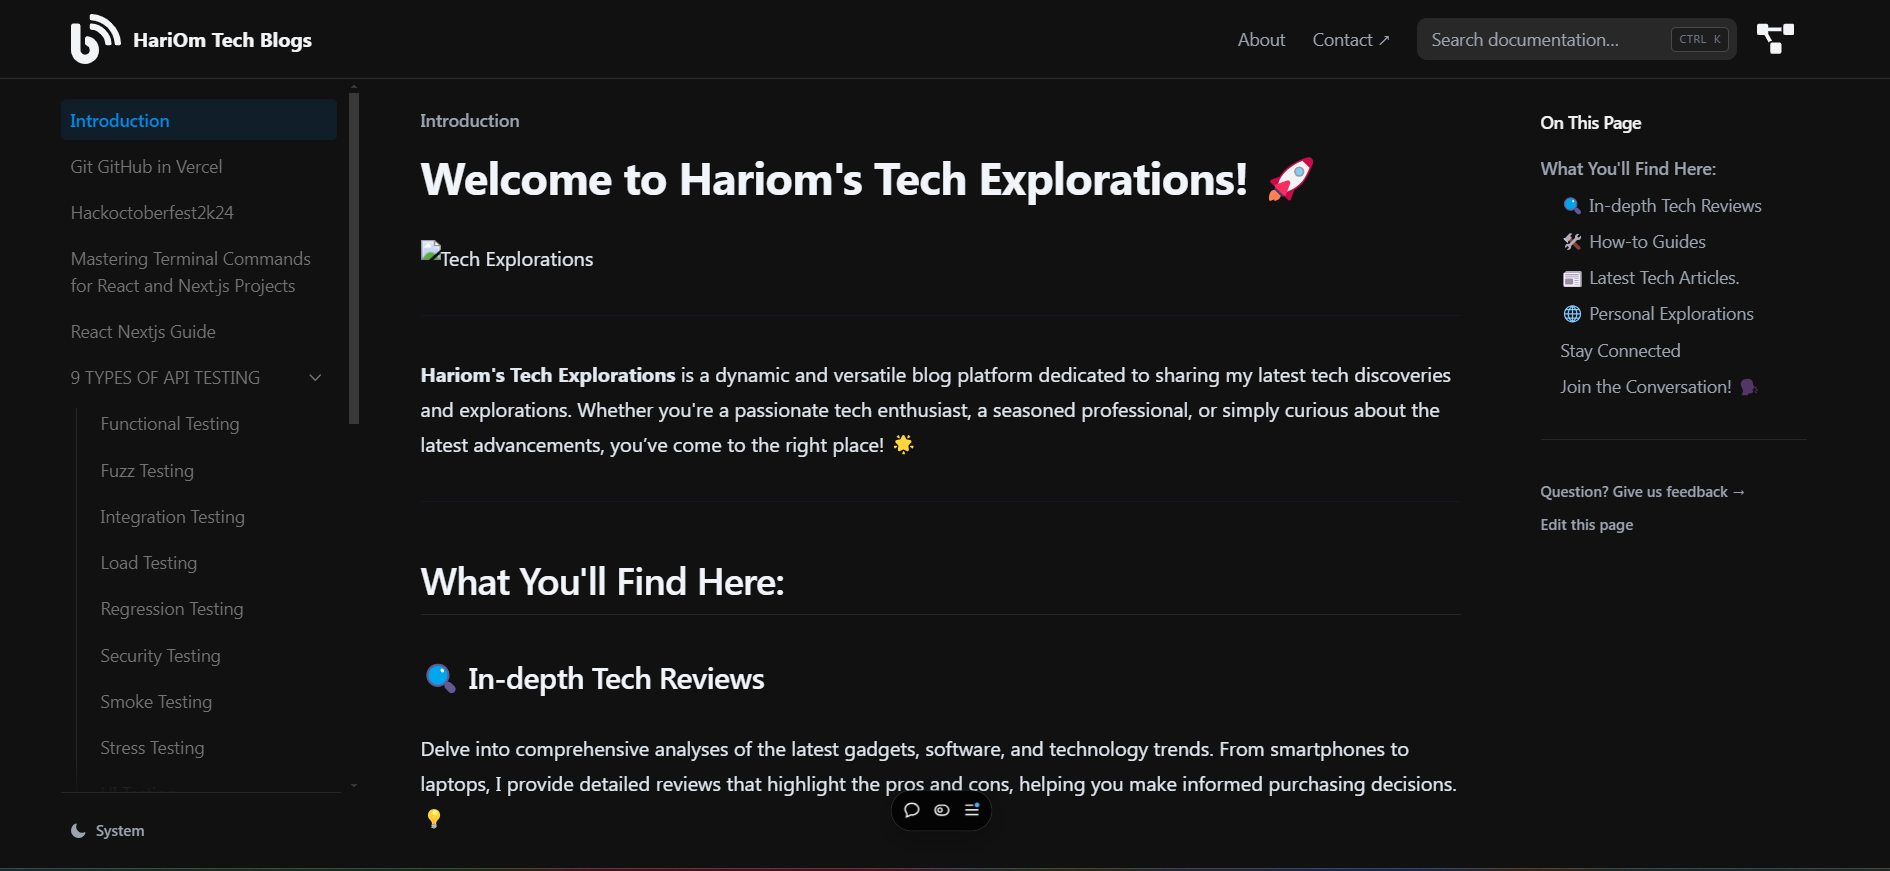 HariOm Tech Blogs
About
Contact ↗
Search documentation...
CTRL K
Introduction
Git GitHub in Vercel
Hackoctoberfest2k24
Mastering Terminal Commands
for React and Next.js Projects
React Nextjs Guide
9 TYPES OF API TESTING
Functional Testing
Fuzz Testing
Integration Testing
Load Testing
Regression Testing
Security Testing
Smoke Testing
Stress Testing
System
Introduction
Welcome to Hariom's Tech Explorations! 🚀
Tech Explorations
Hariom's Tech Explorations is a dynamic and versatile blog platform dedicated to sharing my latest tech discoveries
and explorations. Whether you're a passionate tech enthusiast, a seasoned professional, or simply curious about the
latest advancements, you’ve come to the right place! 🌟
What You'll Find Here:
🔍 In-depth Tech Reviews
Delve into comprehensive analyses of the latest gadgets, software, and technology trends. From smartphones to
laptops, I provide detailed reviews that highlight the pros and cons, helping you make informed purchasing decisions.
💡
On This Page
What You'll Find Here:
🔍 In-depth Tech Reviews
🛠 How-to Guides
📰 Latest Tech Articles.
🌐 Personal Explorations
Stay Connected
Join the Conversation! 🗣
Question? Give us feedback →
Edit this page